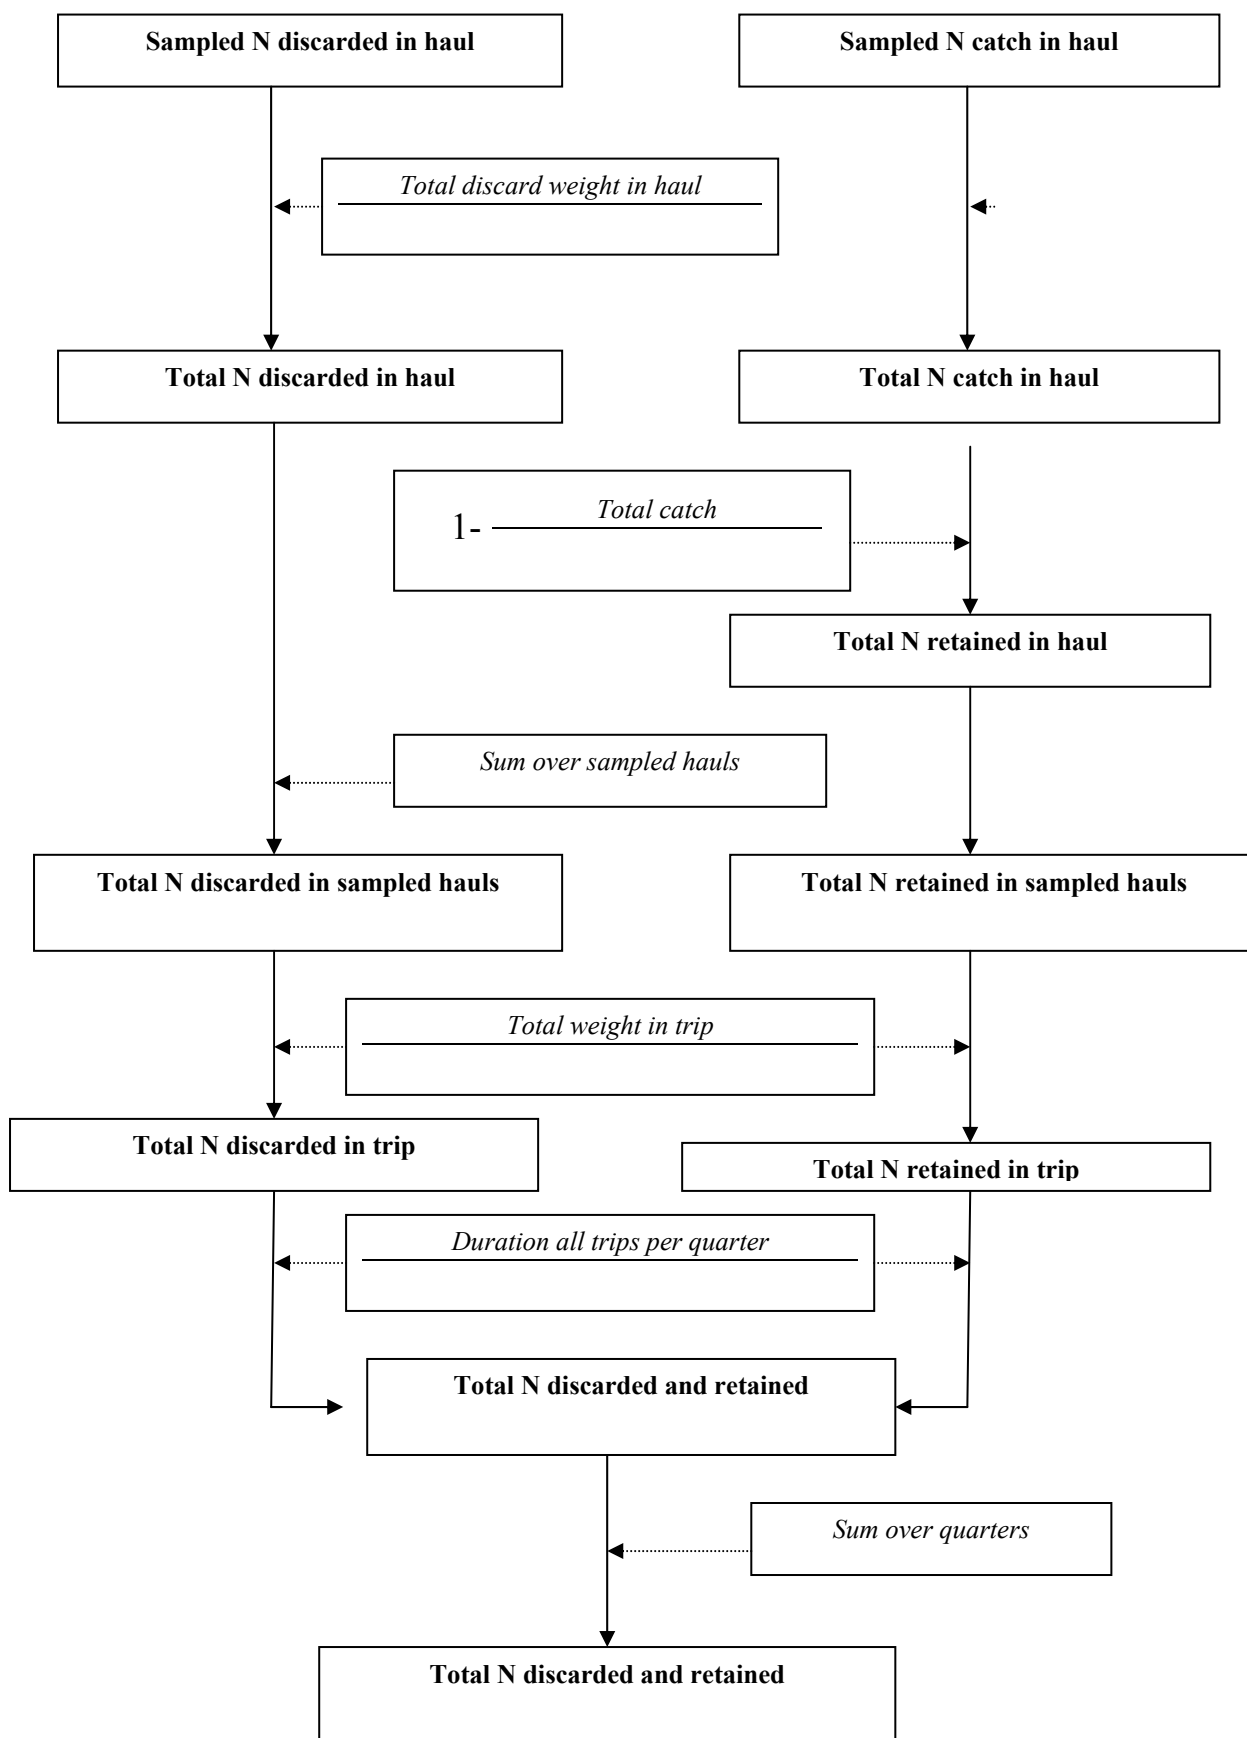 Sampled N discarded in haul
Sampled N catch in haul
Total discard weight in haul
Total N discarded in haul
Total N catch in haul
1-
Total catch
Total N retained in haul
Sum over sampled hauls
Total N discarded in sampled hauls
Total N retained in sampled hauls
Total weight in trip
Total N discarded in trip
Total N retained in trip
Duration all trips per quarter
Total N discarded and retained
Sum over quarters
Total N discarded and retained